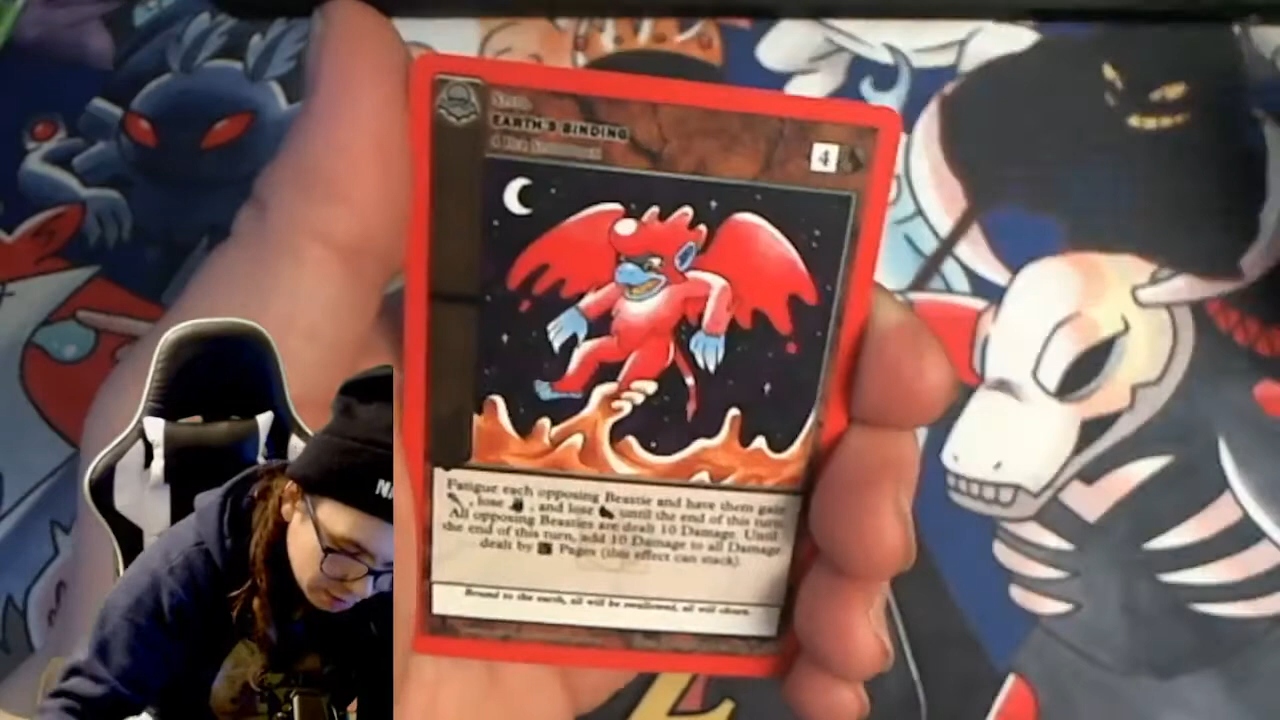 EARTH'S BINDING
4
Fatigue each opposing Beastie and have them gain
, lose , and lose until the end of this turn.
All opposing Beasties are dealt 10 Damage. Until
the end of this turn, add 10 Damage to all Damage
dealt by Pages (this effect can stack).
Bound to the earth, all will be swallowed, all will churn.